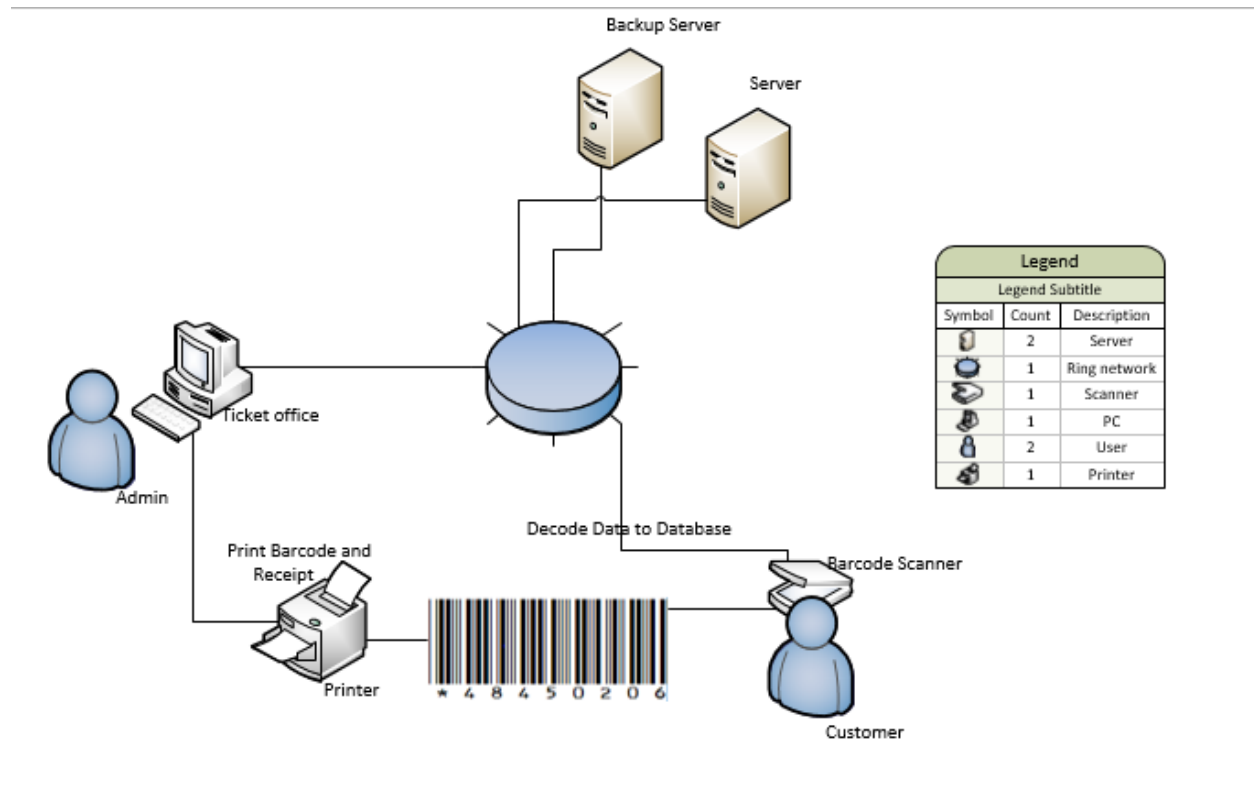 Backup Server
Server
Legend
Legend Subtitle
Symbol Count Description
2 Server
1 Ring network
1 Scanner
1 PC
2 User
1 Printer
Ticket office
Admin
Decode Data to Database
Print Barcode and
Receipt
Barcode Scanner
* 4 8 4 5 0 2 0 6
Printer
Customer